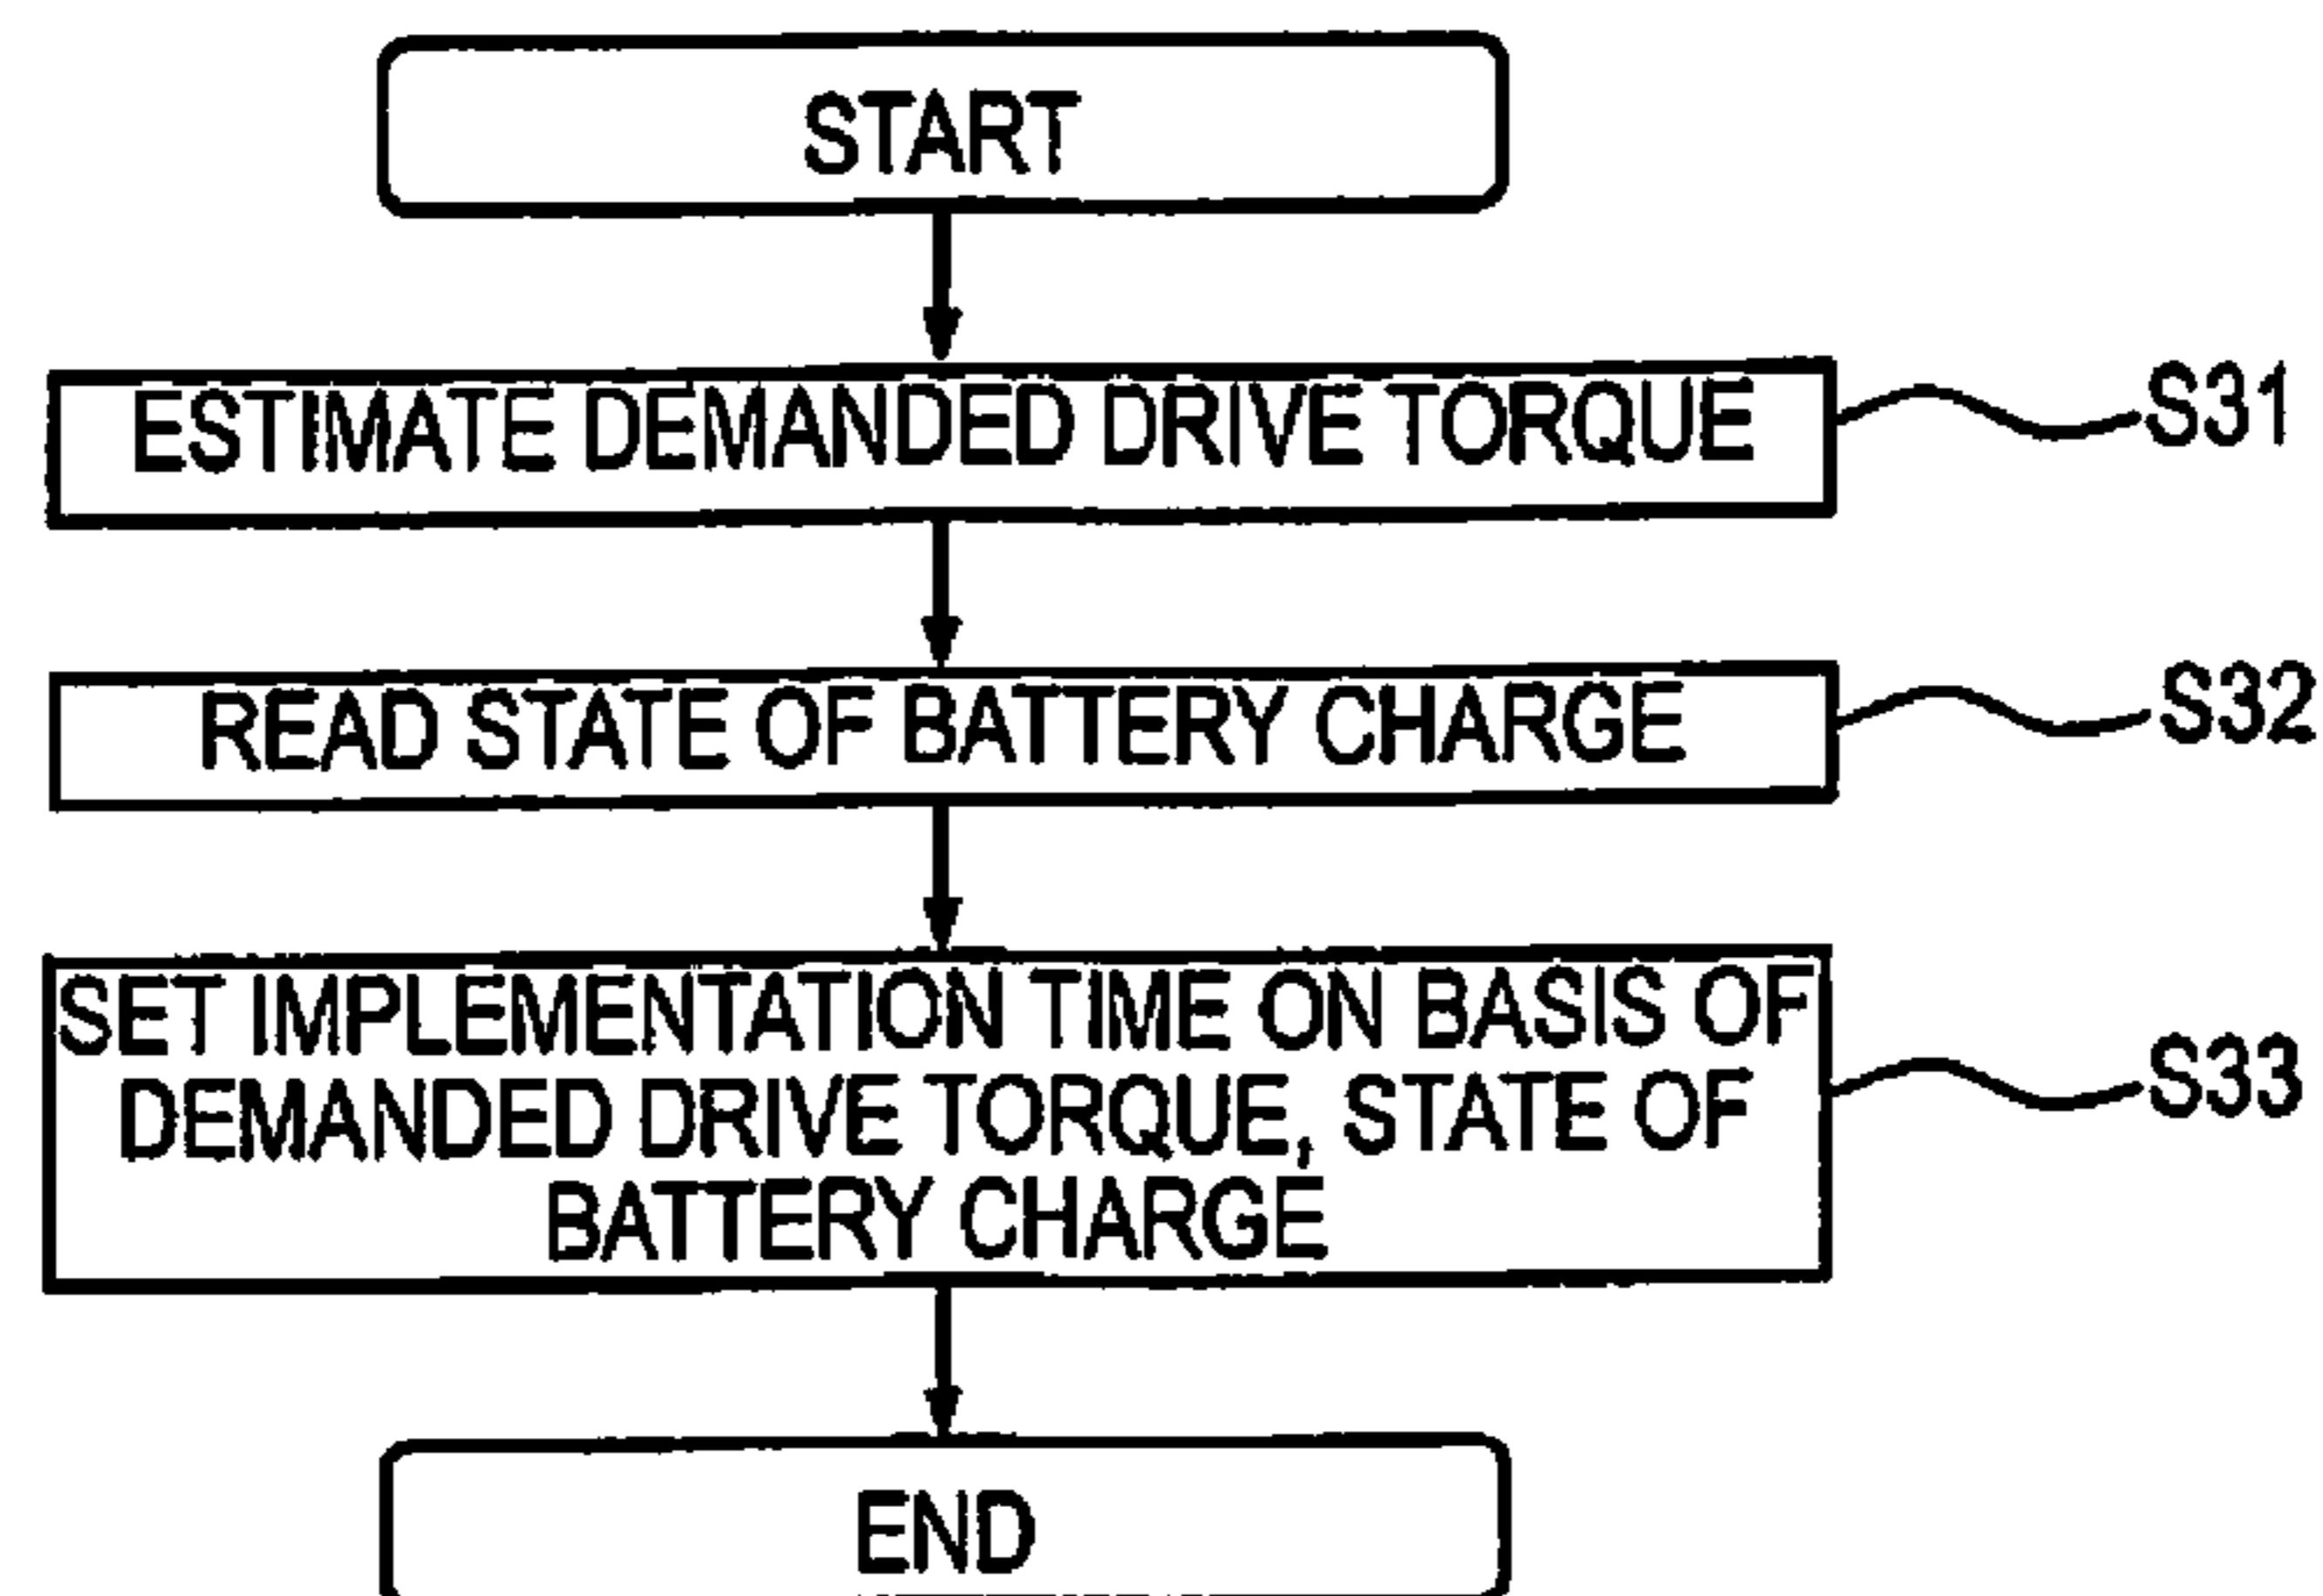 START
ESTIMATE DEMANDED DRIVE TORQUE
S31
READ STATE OF BATTERY CHARGE
S32
SET IMPLEMENTATION TIME ON BASIS OF
DEMANDED DRIVE TORQUE, STATE OF
BATTERY CHARGE
S33
END